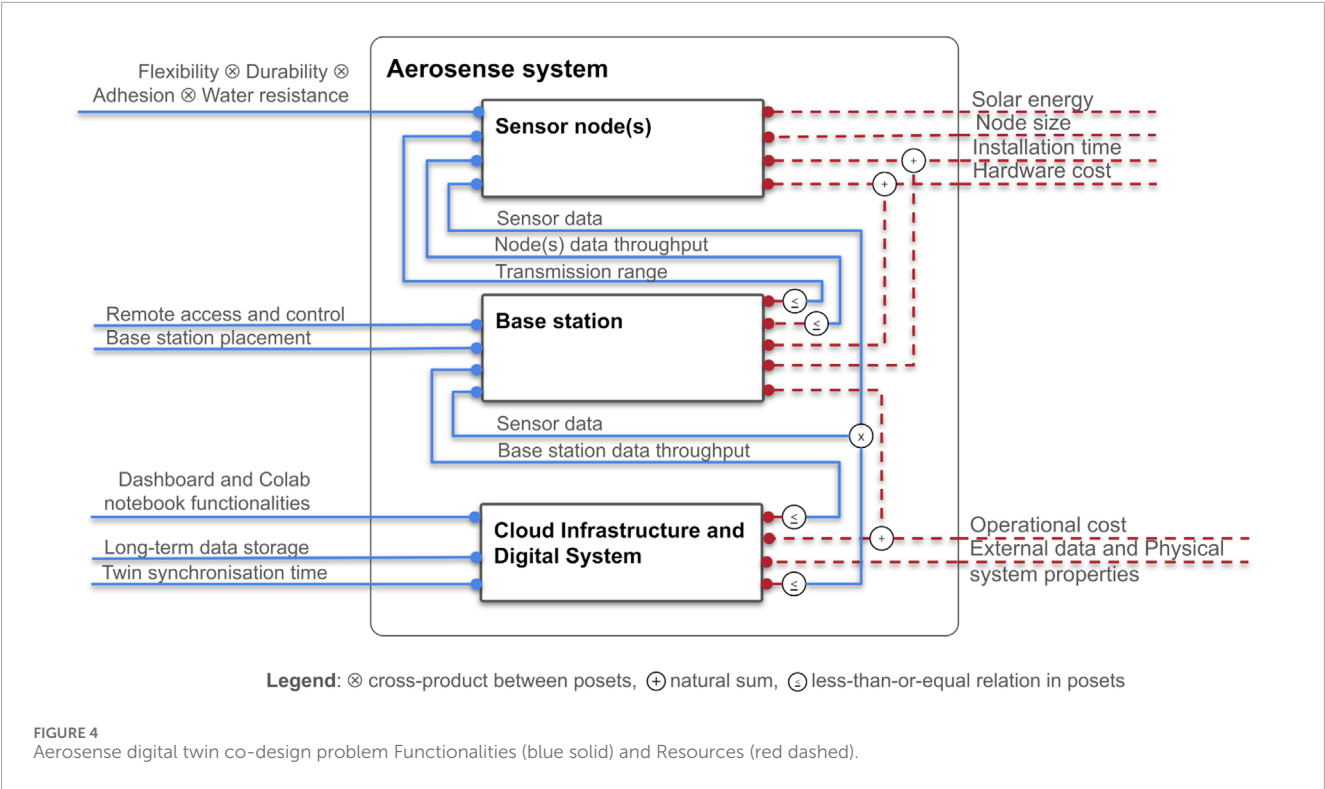 Flexibility ⊗ Durability ⊗
Adhesion ⊗ Water resistance
Aerosense system
Sensor node(s)
Solar energy
Node size
Installation time
Hardware cost
+
+
Sensor data
Node(s) data throughput
Transmission range
Remote access and control
Base station placement
Base station
≤
≤
Sensor data
Base station data throughput
x
Dashboard and Colab
notebook functionalities
Long-term data storage
Twin synchronisation time
Cloud Infrastructure and
Digital System
≤
+
≤
Operational cost
External data and Physical
system properties
Legend: ⊗ cross-product between posets, ⊕ natural sum, ≤ less-than-or-equal relation in posets
FIGURE 4
Aerosense digital twin co-design problem Functionalities (blue solid) and Resources (red dashed).